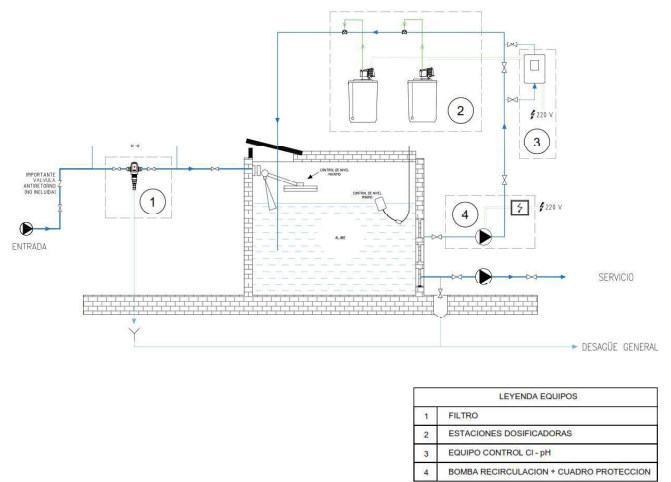 2
220 V
3
IMPORTANTE
VALVULA
ANTIRETORNO
(NO INCLUIDA)
1
CONTROL DE NIVEL
MAXIMO
CONTROL DE NIVEL
MINIMO
4
220 V
ENTRADA
ALJIBE
SERVICIO
DESAGÜE GENERAL
LEYENDA EQUIPOS
1 FILTRO
2 ESTACIONES DOSIFICADORAS
3 EQUIPO CONTROL Cl - pH
4 BOMBA RECIRCULACION + CUADRO PROTECCION